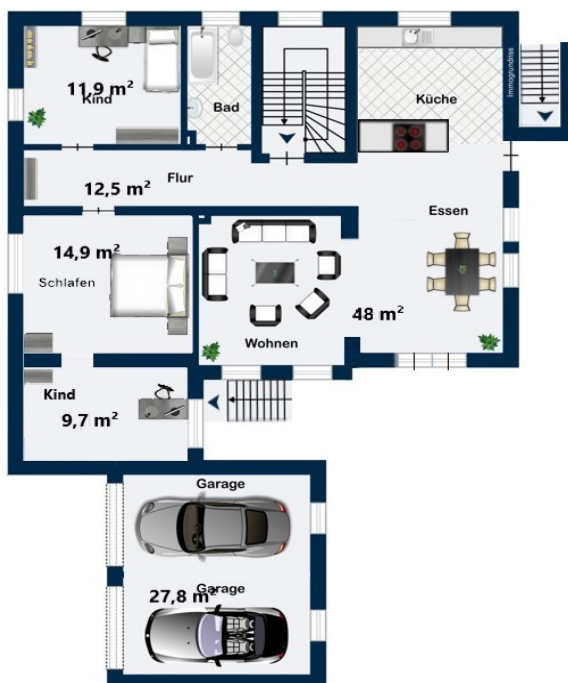 11,9 m²
Kind
Bad
Küche
Immogrundriss
Flur
12,5 m²
Essen
14,9 m²
Schlafen
48 m²
Wohnen
Kind
9,7 m²
Garage
Garage
27,8 m²